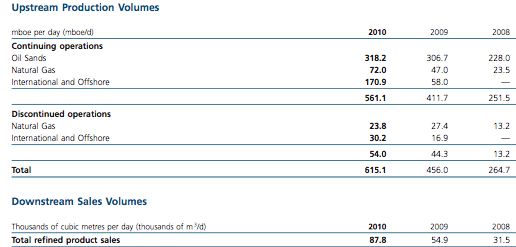 Upstream Production Volumes
mboe per day (mboe/d) 2010 2009 2008
Continuing operations
Oil Sands 318.2 306.7 228.0
Natural Gas 72.0 47.0 23.5
International and Offshore 170.9 58.0 —
561.1 411.7 251.5
Discontinued operations
Natural Gas 23.8 27.4 13.2
International and Offshore 30.2 16.9 —
54.0 44.3 13.2
Total 615.1 456.0 264.7
Downstream Sales Volumes
Thousands of cubic metres per day (thousands of m³/d) 2010 2009 2008
Total refined product sales 87.8 54.9 31.5